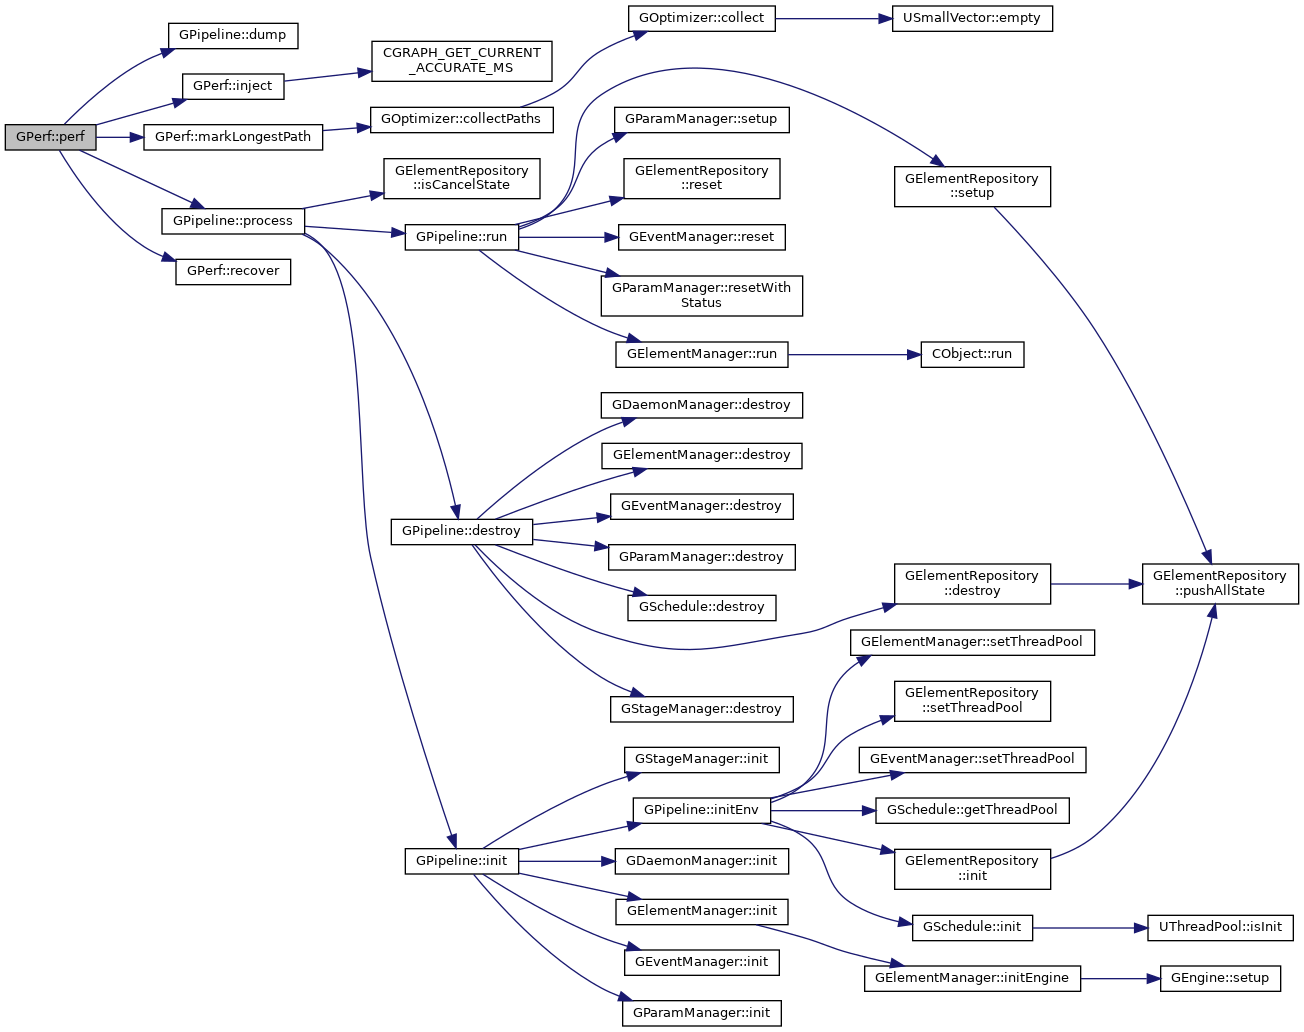 GPerf::perf
GPipeline::dump
GPerf::inject
CGRAPH_GET_CURRENT
_ACCURATE_MS
GPerf::markLongestPath
GOptimizer::collectPaths
GOptimizer::collect
USmallVector::empty
GPipeline::process
GElementRepository
::isCancelState
GPipeline::run
GParamManager::setup
GElementRepository
::reset
GEventManager::reset
GParamManager::resetWith
Status
GElementManager::run
CObject::run
GElementRepository
::setup
GPerf::recover
GPipeline::destroy
GDaemonManager::destroy
GElementManager::destroy
GEventManager::destroy
GParamManager::destroy
GSchedule::destroy
GElementRepository
::destroy
GElementRepository
::pushAllState
GStageManager::destroy
GPipeline::init
GStageManager::init
GPipeline::initEnv
GElementManager::setThreadPool
GElementRepository
::setThreadPool
GEventManager::setThreadPool
GSchedule::getThreadPool
GElementRepository
::init
GSchedule::init
UThreadPool::isInit
GDaemonManager::init
GElementManager::init
GElementManager::initEngine
GEngine::setup
GEventManager::init
GParamManager::init